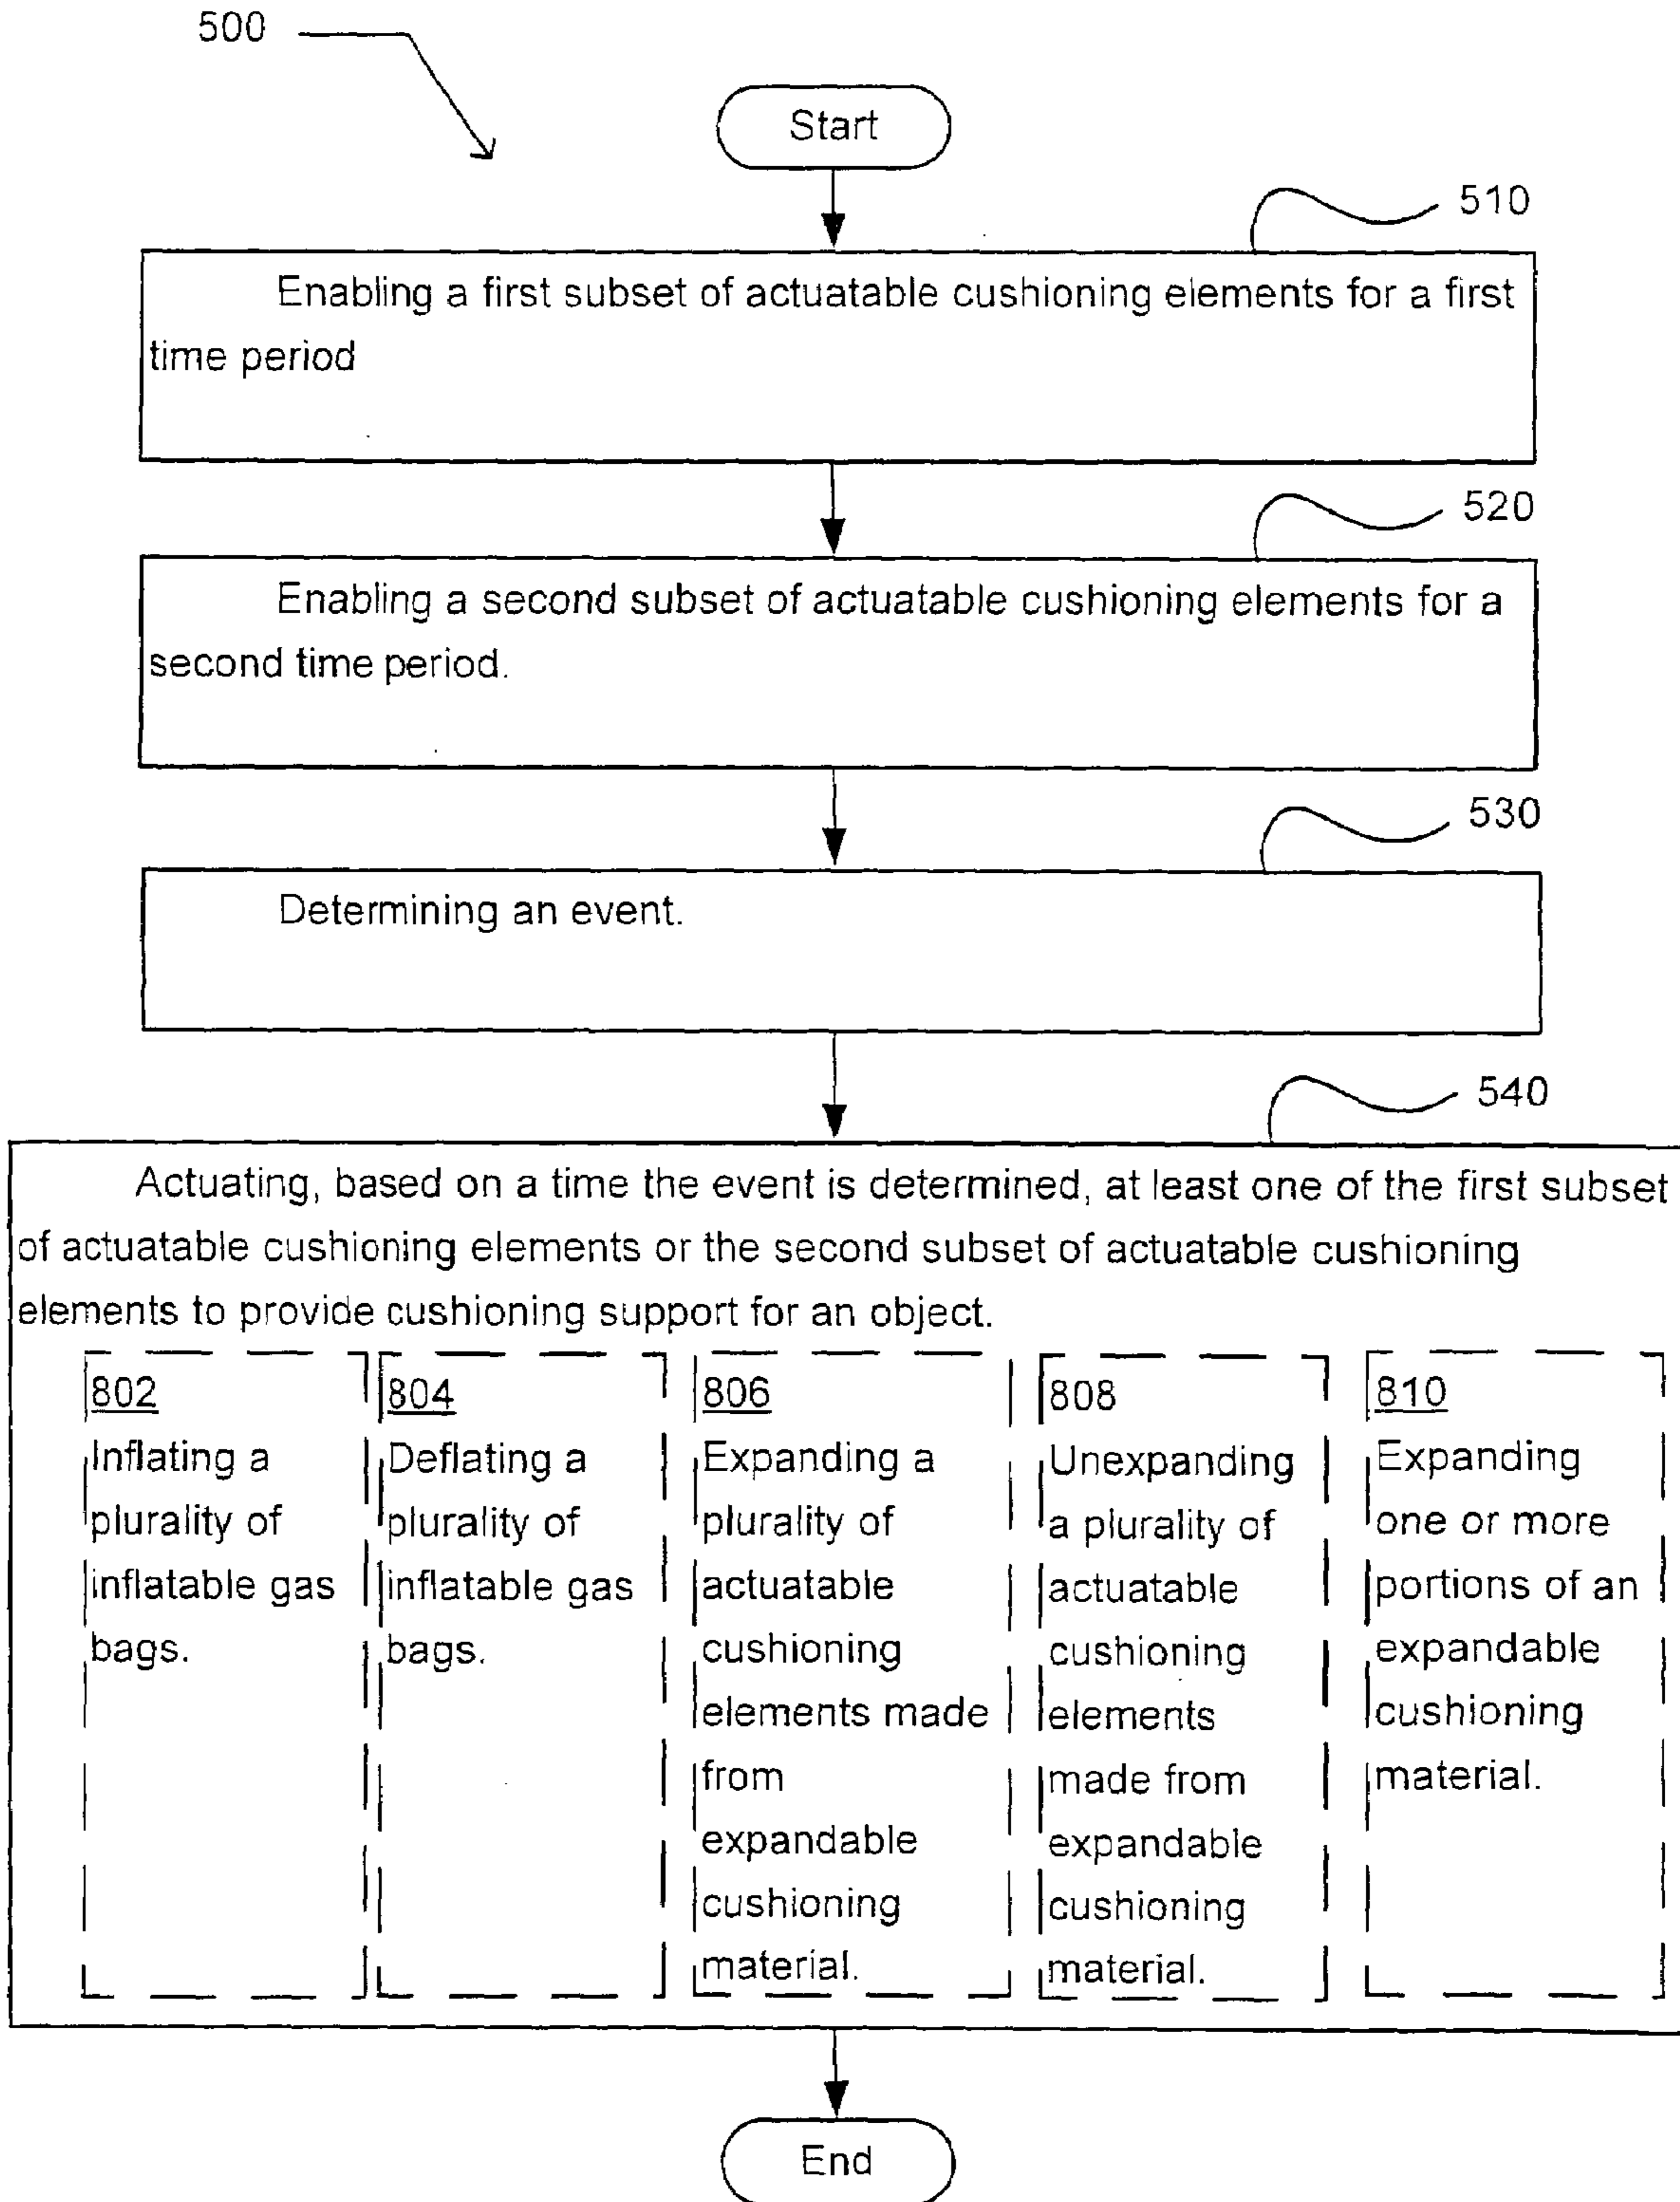 500
Start
510
Enabling a first subset of actuatable cushioning elements for a first
time period
520
Enabling a second subset of actuatable cushioning elements for a
second time period.
530
Determining an event.
540
Actuating, based on a time the event is determined, at least one of the first subset
of actuatable cushioning elements or the second subset of actuatable cushioning
elements to provide cushioning support for an object.
802
Inflating a
plurality of
inflatable gas
bags.
804
Deflating a
plurality of
inflatable gas
bags.
806
Expanding a
plurality of
actuatable
cushioning
elements made
from
expandable
cushioning
material.
808
Unexpanding
a plurality of
actuatable
cushioning
elements
made from
expandable
cushioning
material.
810
Expanding
one or more
portions of an
expandable
cushioning
material.
End